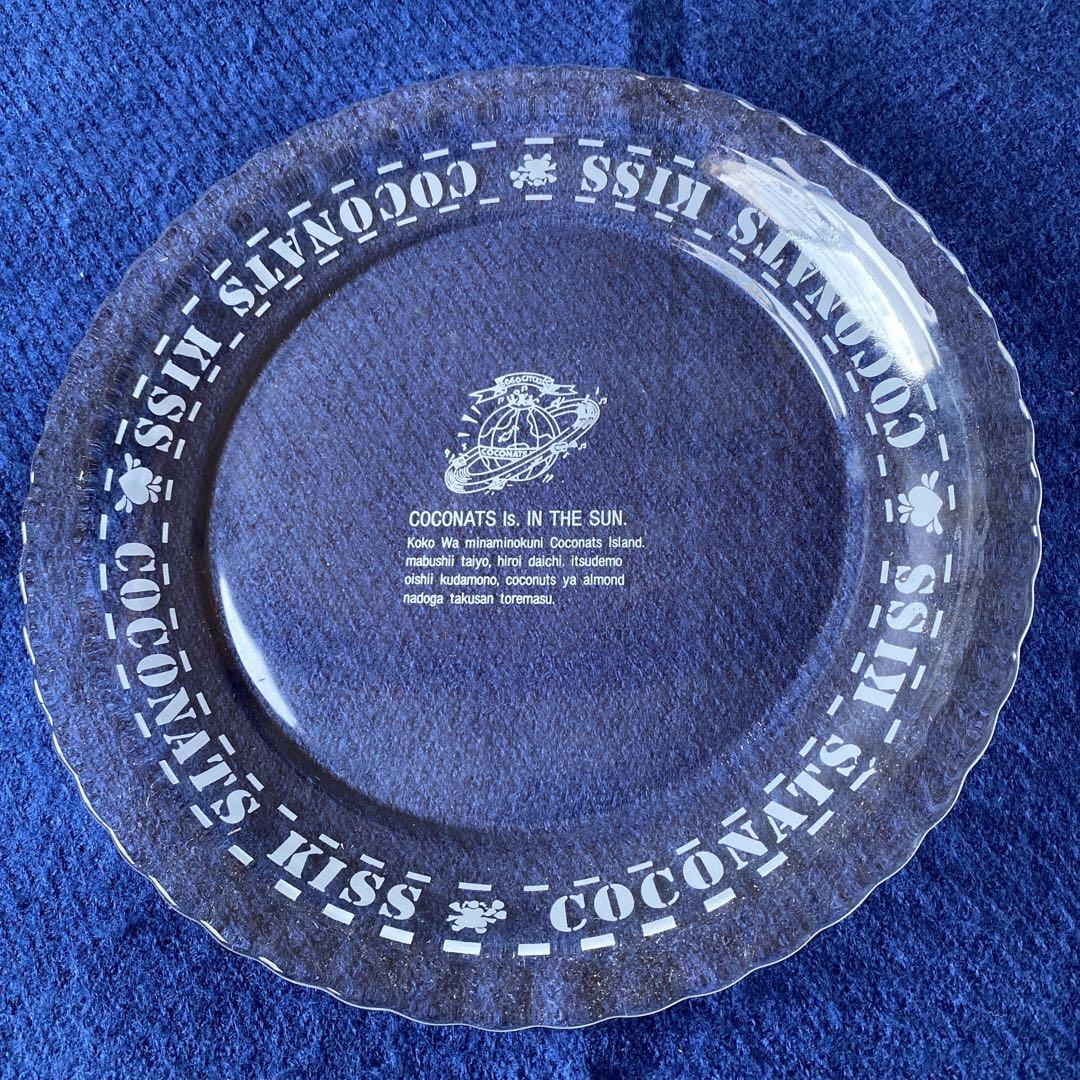 COCONATS KISS
COCONATS KISS
COCONATS KISS
COCONATS KISS
COCONATS
COCONATS Is. IN THE SUN.
Koko Wa minaminokuni Coconats Island.
mabushii taiyo, hiroi daichi. itsudemo
oishii kudamono, coconuts ya almond
nadoga takusan toremasu.